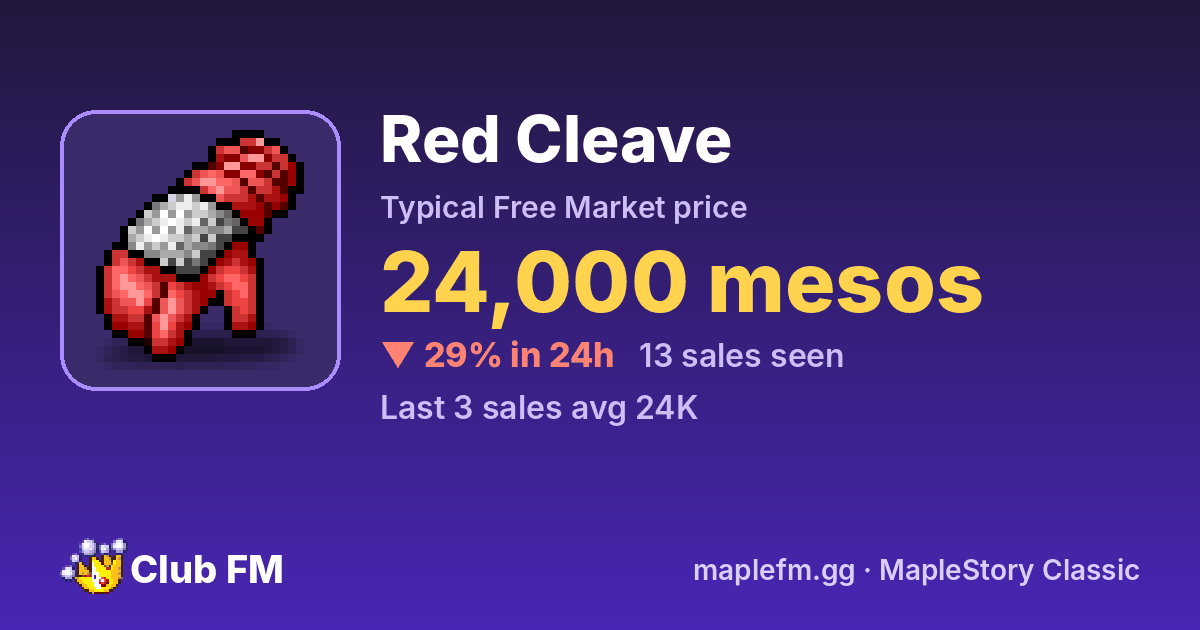 Red Cleave
Typical Free Market price
24,000 mesos
▼ 29% in 24h 13 sales seen
Last 3 sales avg 24K
Club FM
maplefm.gg · MapleStory Classic